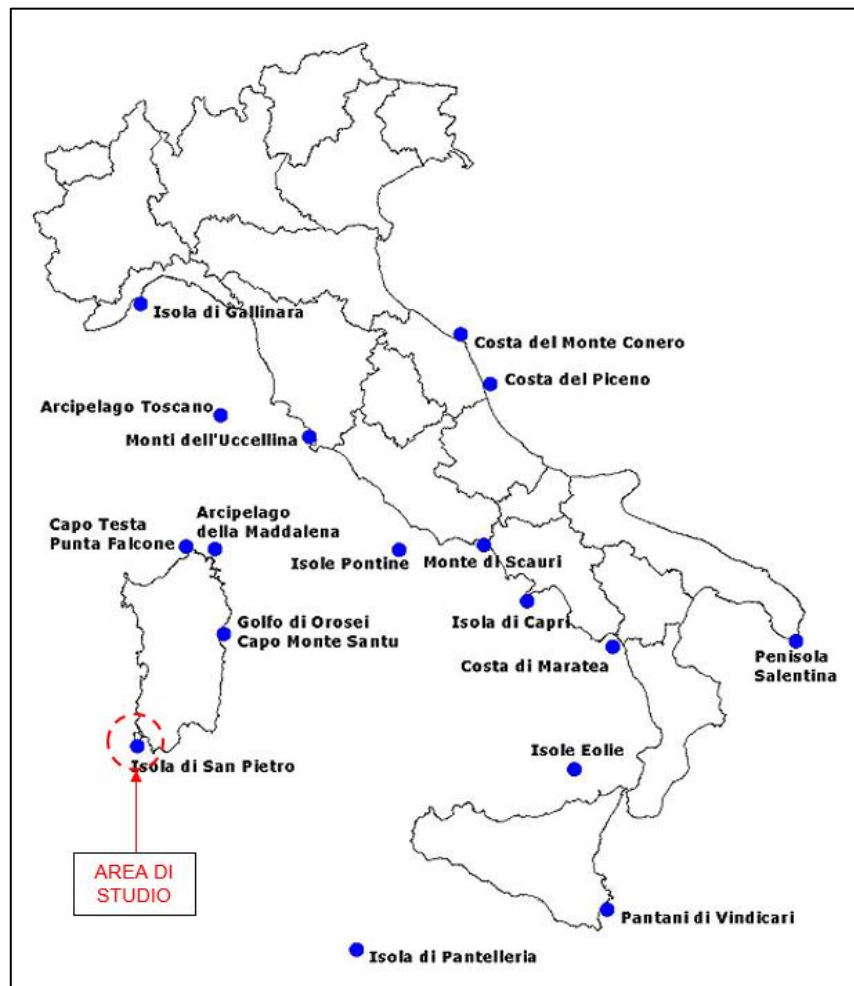 Isola di Gallinara
Costa del Monte Conero
Costa del Piceno
Arcipelago Toscano
Monti dell'Uccellina
Capo Testa
Punta Falcone
Arcipelago
della Maddalena
Isole Pontine
Monte di Scauri
Golfo di Orosei
Capo Monte Santu
Isola di Capri
Costa di Maratea
Penisola
Salentina
Isola di San Pietro
Isole Eolie
AREA DI
STUDIO
Pantani di Vindicari
Isola di Pantelleria